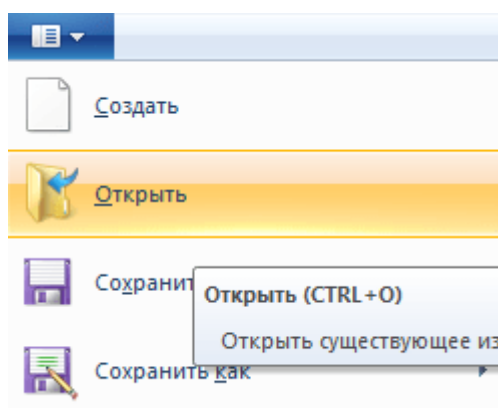 Создать
Открыть
Сохранит
Открыть (CTRL+O)
Открыть существующее из
Сохранить как